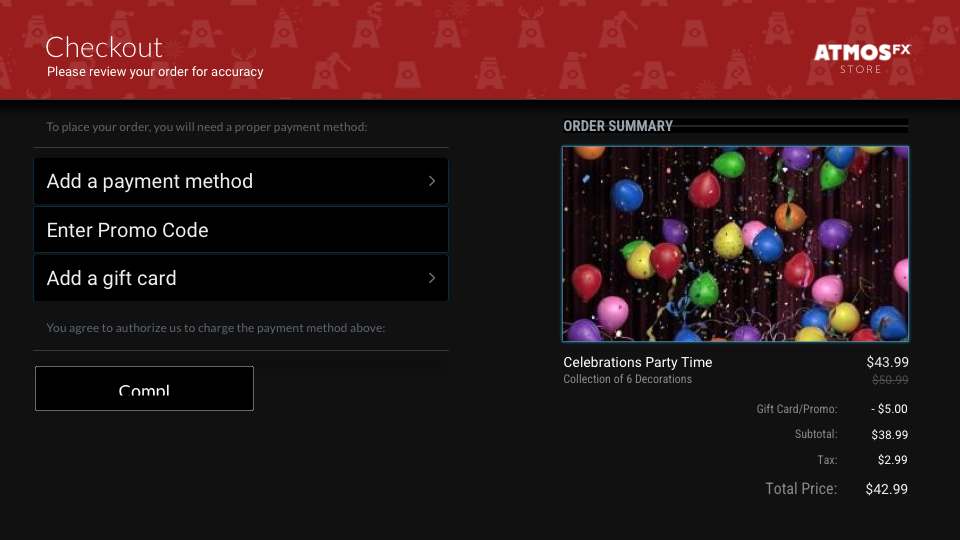 Checkout
Please review your order for accuracy
ATMOSFX
STORE
To place your order, you will need a proper payment method:
Add a payment method
Enter Promo Code
Add a gift card
You agree to authorize us to charge the payment method above:
Compl
ORDER SUMMARY
Celebrations Party Time $43.99
Collection of 6 Decorations $50.99
Gift Card/Promo: - $5.00
Subtotal: $38.99
Tax: $2.99
Total Price: $42.99